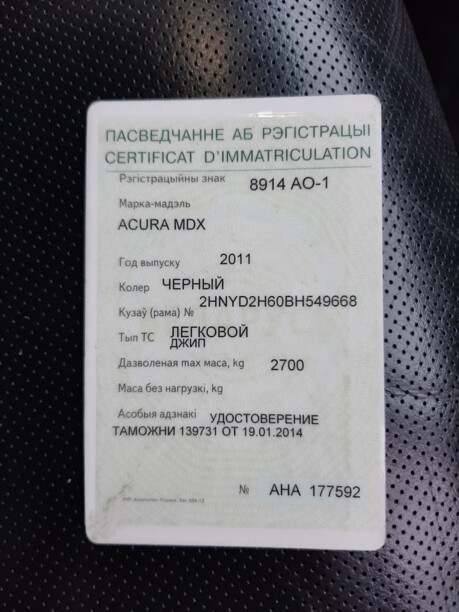 ПАСВЕДЧАННЕ АБ РЭГІСТРАЦЫІ
CERTIFICAT D'IMMATRICULATION
Рэгістрацыйны знак 8914 АО-1
Марка-мадэль
ACURA MDX
Год выпуску 2011
Колер ЧЕРНЫЙ
Кузаў (рама) № 2HNYD2H60BH549668
Тып ТС ЛЕГКОВОЙ
ДЖИП
Дазволеная max маса, kg 2700
Маса без нагрузкі, kg
Асобыя адзнакі УДОСТОВЕРЕНИЕ
ТАМОЖНИ 139731 ОТ 19.01.2014
№ АНА 177592